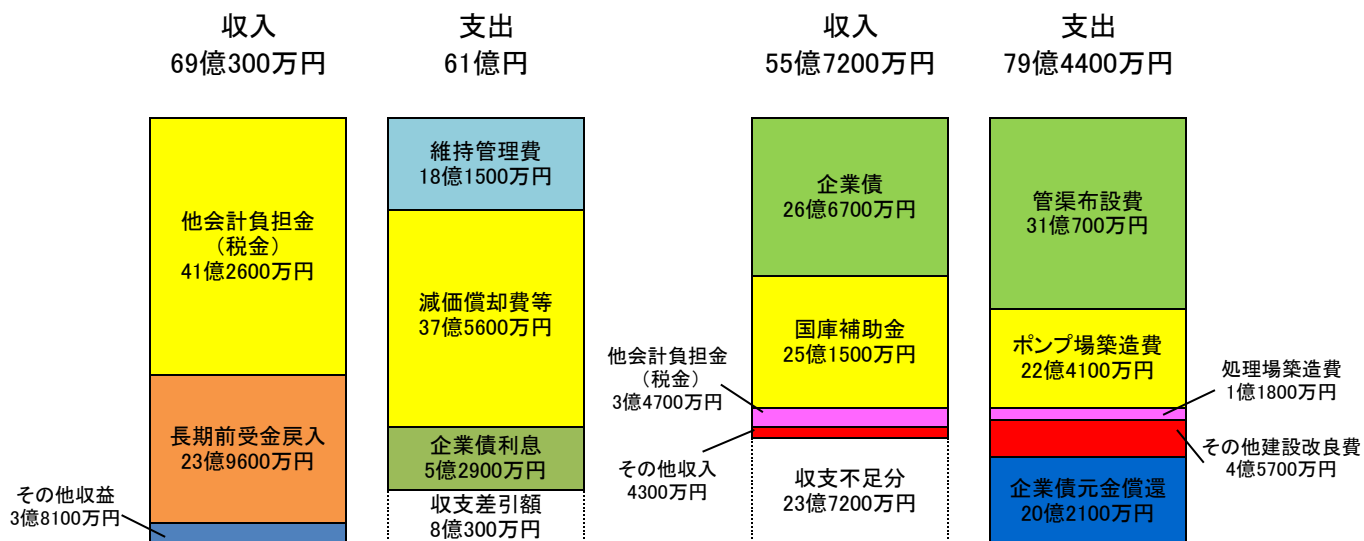 収入
69億300万円
支出
61億円
収入
55億7200万円
支出
79億4400万円
他会計負担金
（税金）
41億2600万円
長期前受金戻入
23億9600万円
その他収益
3億8100万円
維持管理費
18億1500万円
減価償却費等
37億5600万円
企業債利息
5億2900万円
収支差引額
8億300万円
企業債
26億6700万円
国庫補助金
25億1500万円
他会計負担金
（税金）
3億4700万円
その他収入
4300万円
収支不足分
23億7200万円
管渠布設費
31億700万円
ポンプ場築造費
22億4100万円
処理場築造費
1億1800万円
その他建設改良費
4億5700万円
企業債元金償還
20億2100万円